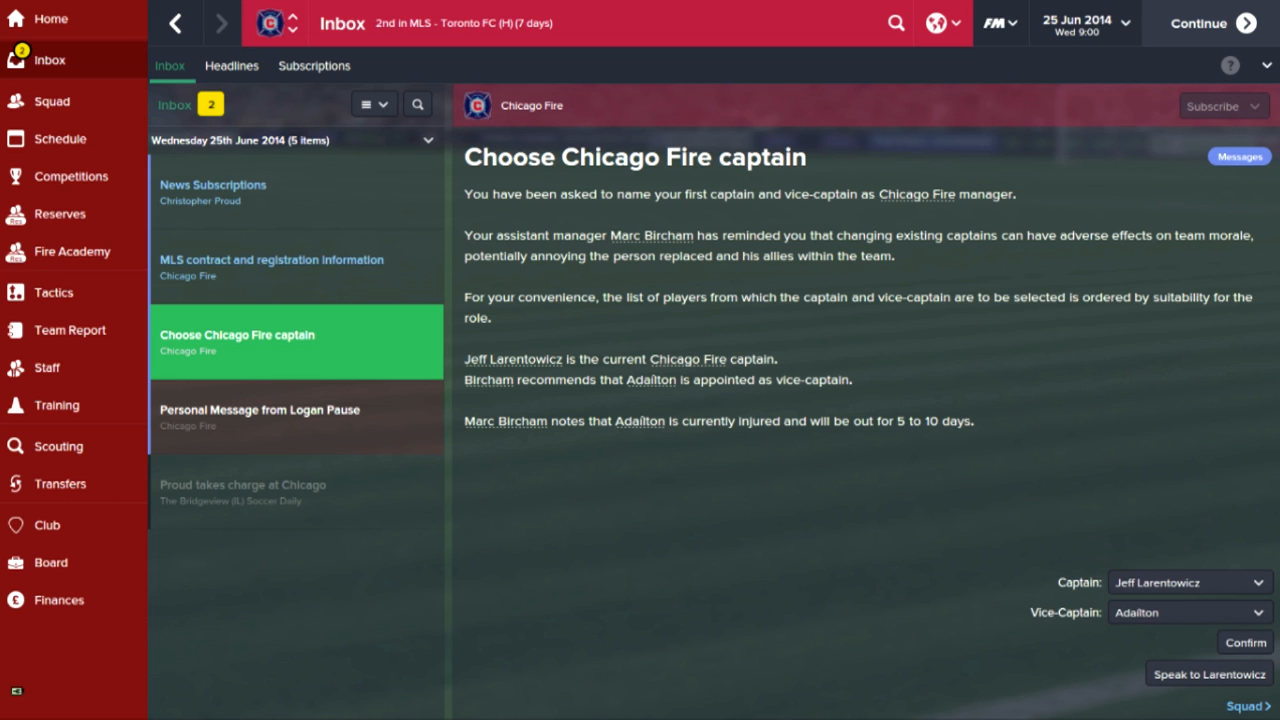 Home
Inbox
2
Squad
Schedule
Competitions
Reserves
Res
Fire Academy
Res
Tactics
Team Report
Staff
Training
Scouting
Transfers
Club
Board
Finances
Inbox
2nd in MLS - Toronto FC (H) (7 days)
FM
25 Jun 2014
Wed 9:00
Continue
Inbox
Headlines
Subscriptions
?
Inbox
2
Wednesday 25th June 2014 (5 items)
News Subscriptions
Christopher Proud
MLS contract and registration information
Chicago Fire
Choose Chicago Fire captain
Chicago Fire
Personal Message from Logan Pause
Chicago Fire
Proud takes charge at Chicago
The Bridgeview (IL) Soccer Daily
Chicago Fire
Subscribe
Choose Chicago Fire captain
Messages
You have been asked to name your first captain and vice-captain as Chicago Fire manager.
Your assistant manager Marc Bircham has reminded you that changing existing captains can have adverse effects on team morale,
potentially annoying the person replaced and his allies within the team.
For your convenience, the list of players from which the captain and vice-captain are to be selected is ordered by suitability for the
role.
Jeff Larentowicz is the current Chicago Fire captain.
Bircham recommends that Adaílton is appointed as vice-captain.
Marc Bircham notes that Adaílton is currently injured and will be out for 5 to 10 days.
Captain: Jeff Larentowicz
Vice-Captain: Adaílton
Confirm
Speak to Larentowicz
Squad >